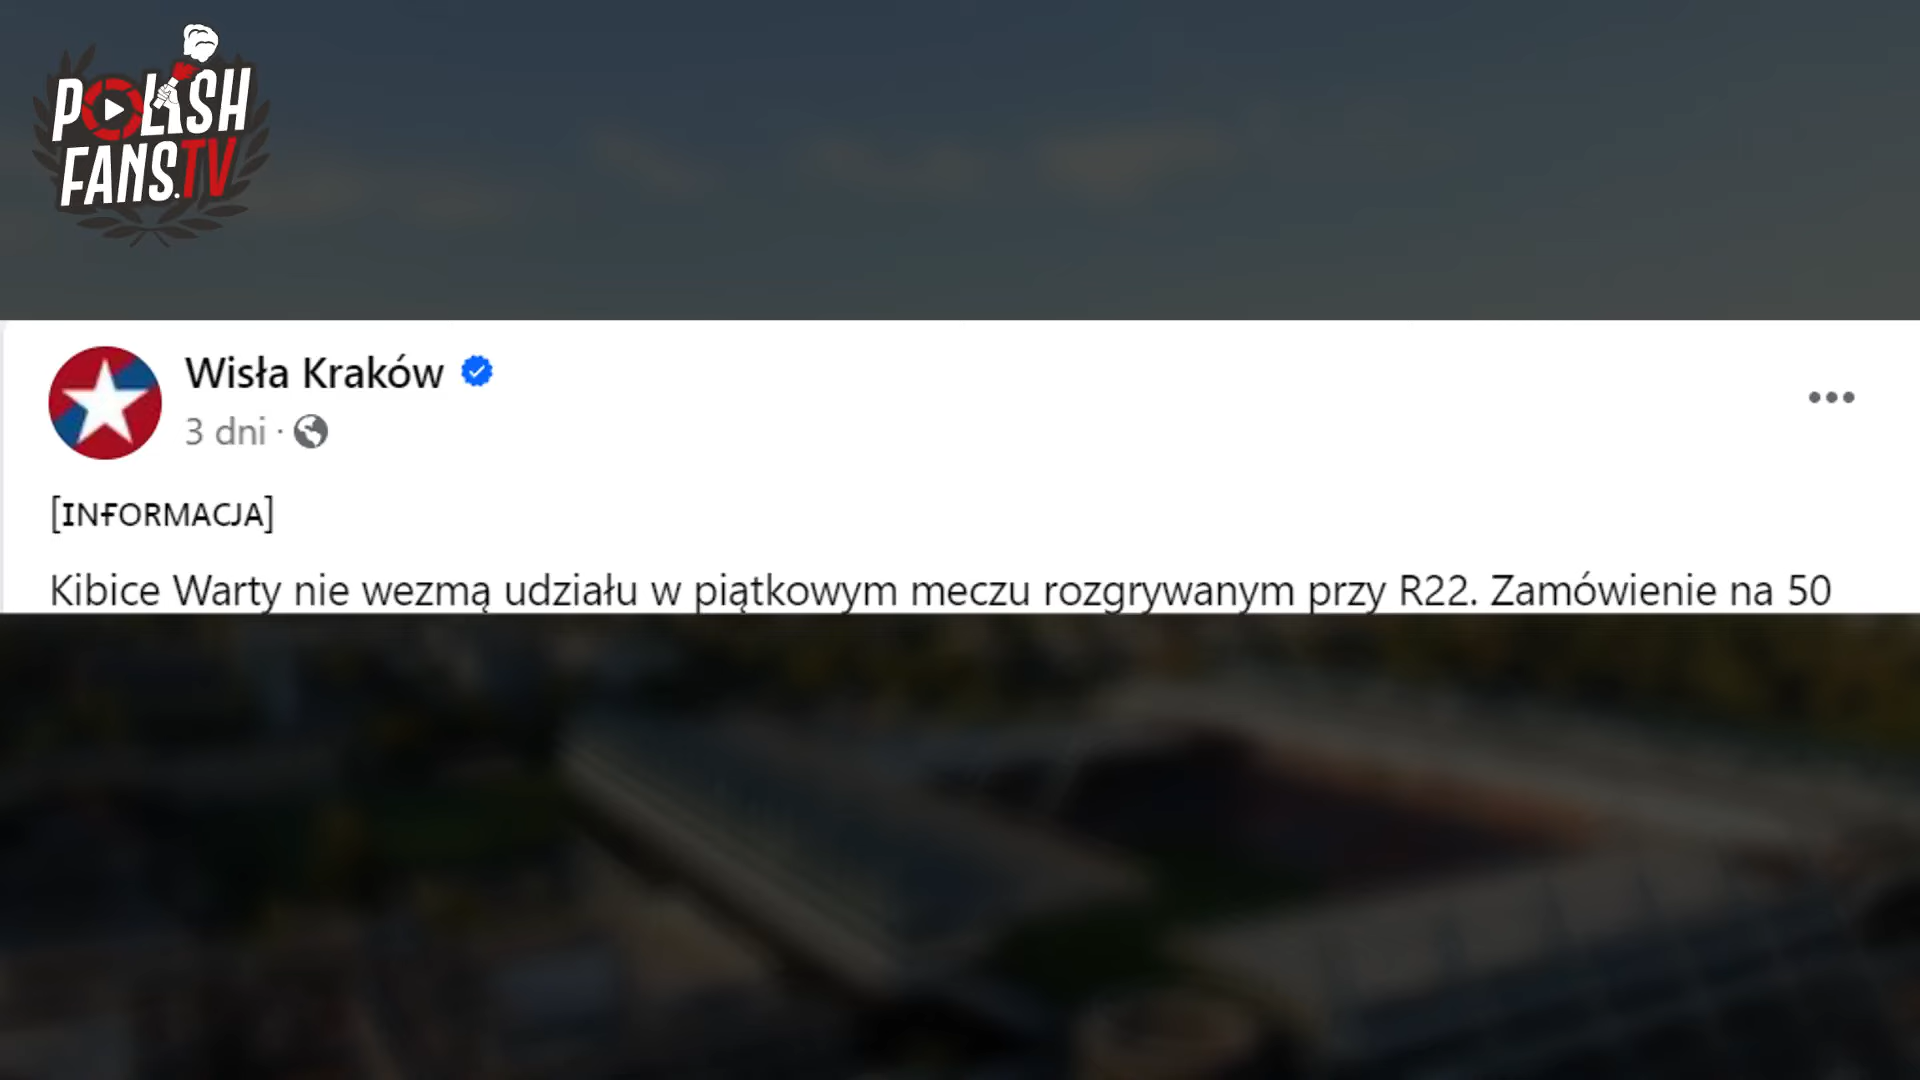 POLISH
FANS.TV
Wisła Kraków
3 dni ·
[ɪɴꜰᴏʀᴍᴀᴄᴊᴀ]
Kibice Warty nie wezmą udziału w piątkowym meczu rozgrywanym przy R22. Zamówienie na 50